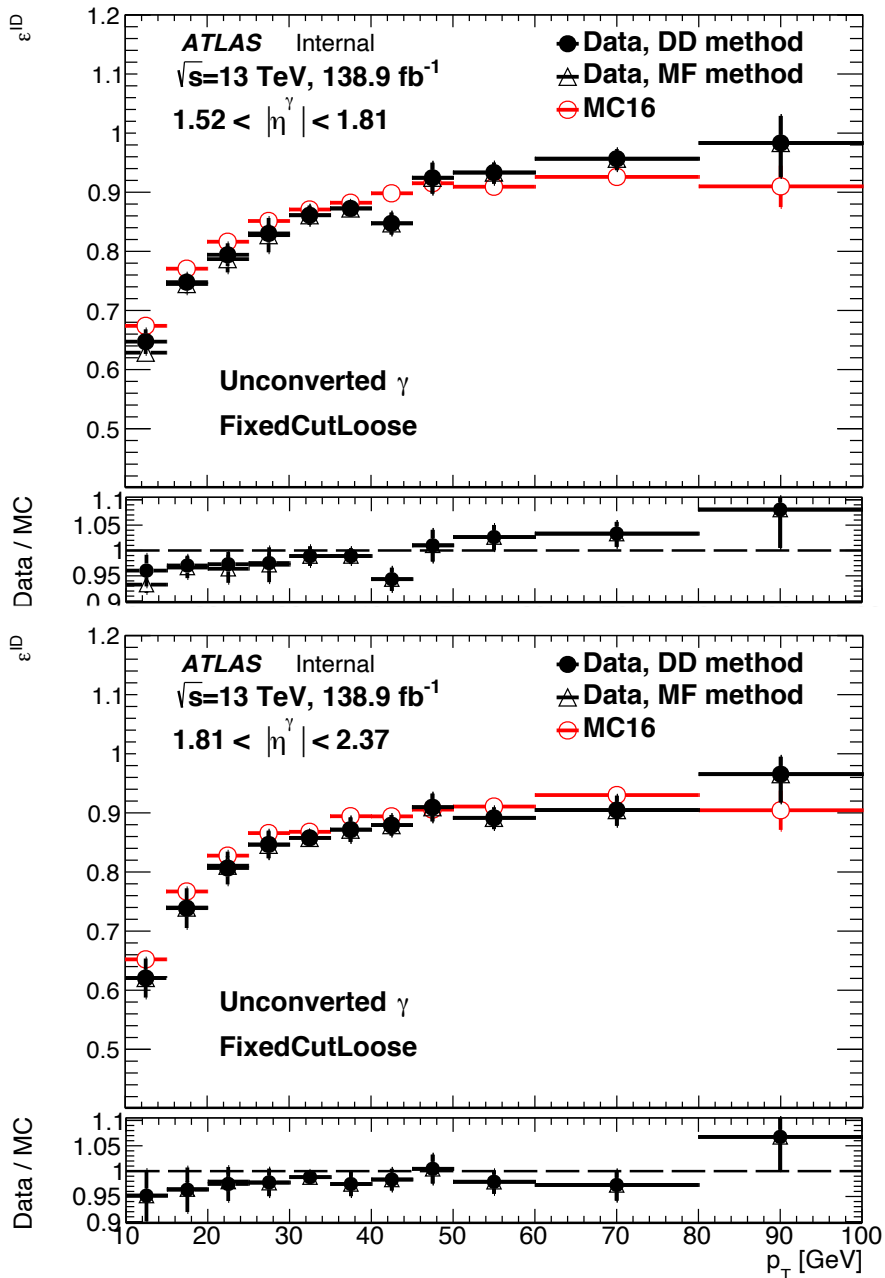 ε^ID
1.2
ATLAS Internal
√s=13 TeV, 138.9 fb⁻¹
1.52 < |η^γ| < 1.81
Data, DD method
Data, MF method
MC16
1.1
1
0.9
0.8
0.7
0.6
0.5
Unconverted γ
FixedCutLoose
Data / MC
1.1
1.05
1
0.95
0.9
ε^ID
1.2
ATLAS Internal
√s=13 TeV, 138.9 fb⁻¹
1.81 < |η^γ| < 2.37
Data, DD method
Data, MF method
MC16
1.1
1
0.9
0.8
0.7
0.6
0.5
Unconverted γ
FixedCutLoose
Data / MC
1.1
1.05
1
0.95
0.9
10 20 30 40 50 60 70 80 90 100
p_T [GeV]